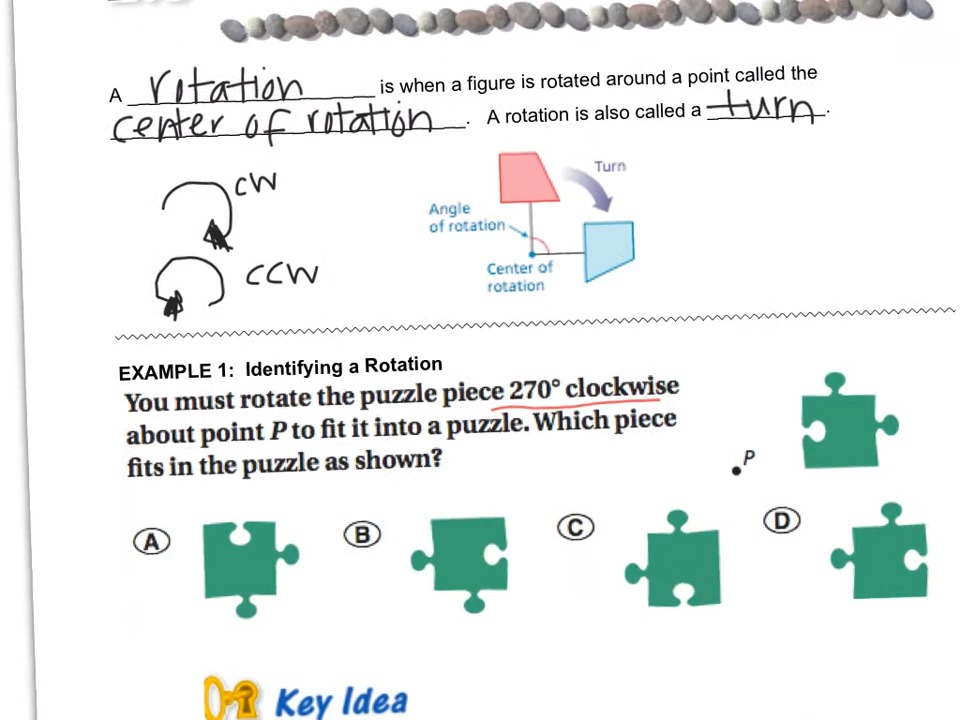 A rotation is when a figure is rotated around a point called the
center of rotation. A rotation is also called a turn.
CW
Turn
Angle
of rotation
CCW
Center of
rotation
EXAMPLE 1: Identifying a Rotation
You must rotate the puzzle piece 270° clockwise
about point P to fit it into a puzzle. Which piece
fits in the puzzle as shown?
P
A B C D
Key Idea